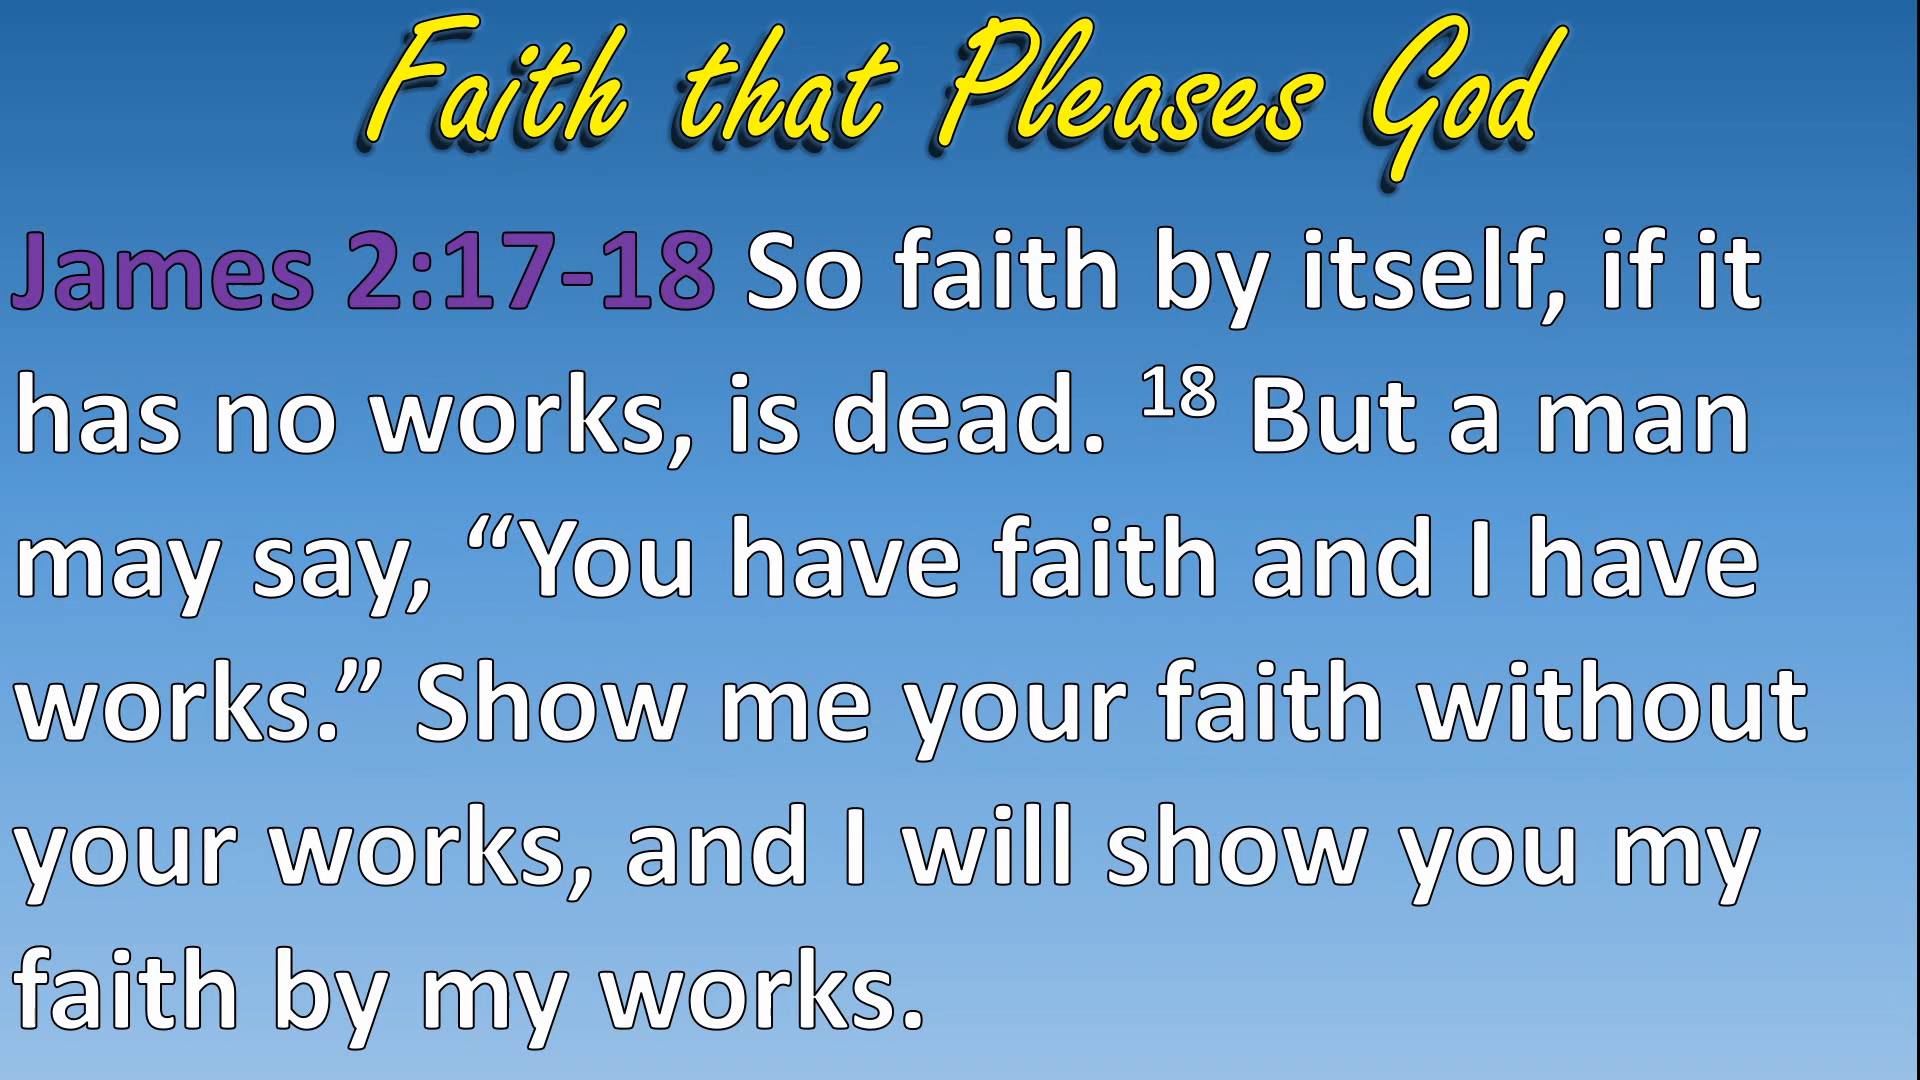 Faith that Pleases God
James 2:17-18 So faith by itself, if it
has no works, is dead. 18 But a man
may say, “You have faith and I have
works.” Show me your faith without
your works, and I will show you my
faith by my works.